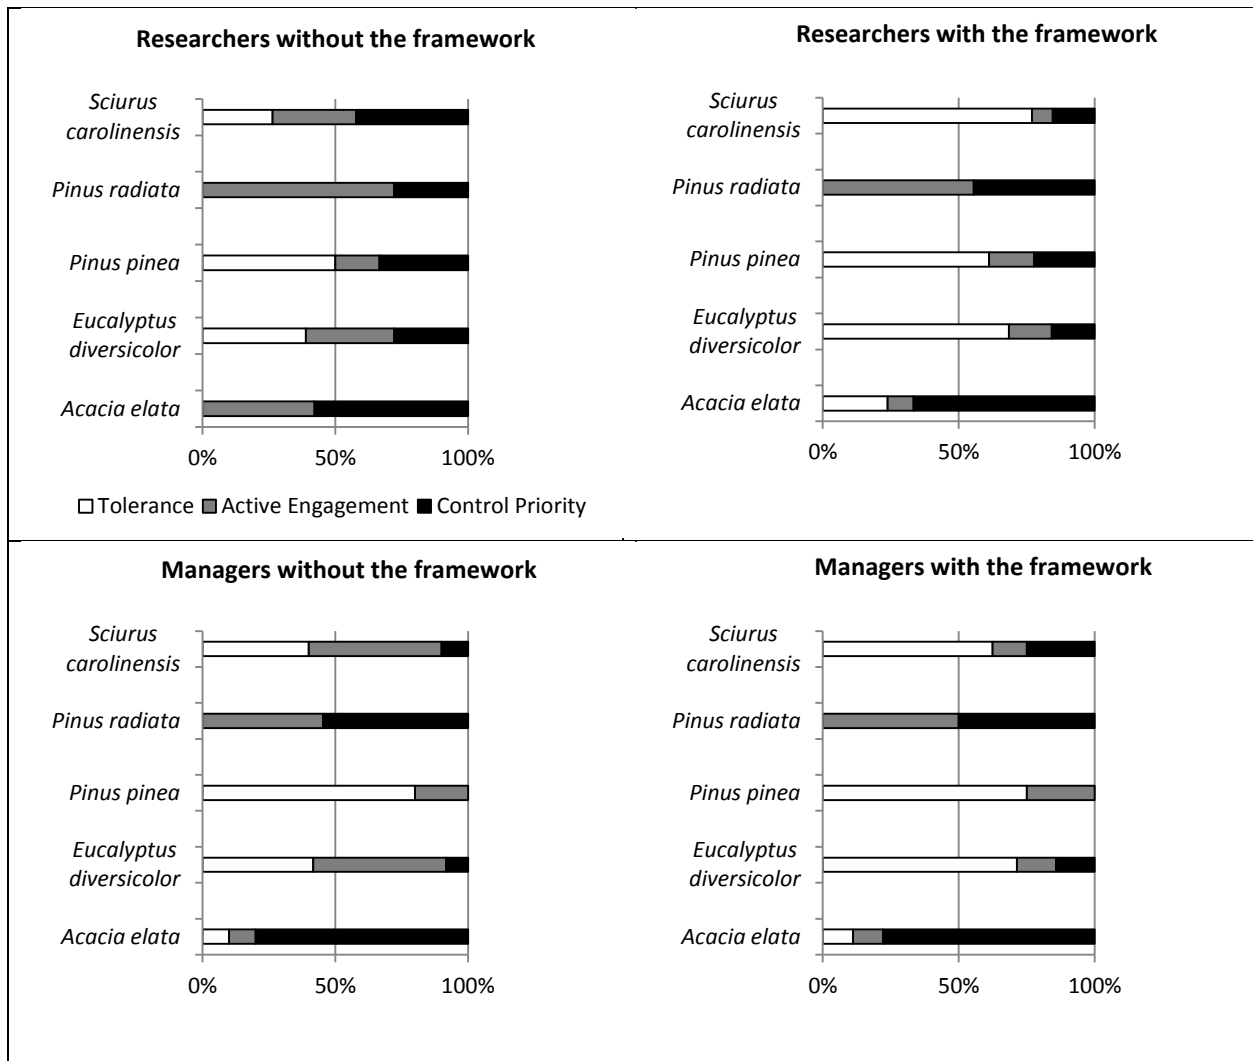 Researchers without the framework
Sciurus
carolinensis
Pinus radiata
Pinus pinea
Eucalyptus
diversicolor
Acacia elata
0%
50%
100%
Tolerance
Active Engagement
Control Priority
Researchers with the framework
Sciurus
carolinensis
Pinus radiata
Pinus pinea
Eucalyptus
diversicolor
Acacia elata
0%
50%
100%
Managers without the framework
Sciurus
carolinensis
Pinus radiata
Pinus pinea
Eucalyptus
diversicolor
Acacia elata
0%
50%
100%
Managers with the framework
Sciurus
carolinensis
Pinus radiata
Pinus pinea
Eucalyptus
diversicolor
Acacia elata
0%
50%
100%